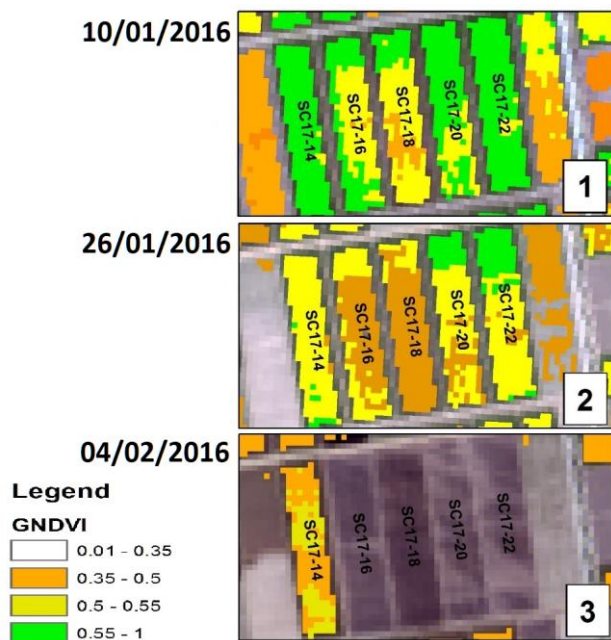 10/01/2016
SC17-14
SC17-16
SC17-18
SC17-20
SC17-22
1
26/01/2016
SC17-14
SC17-16
SC17-18
SC17-20
SC17-22
2
04/02/2016
SC17-14
SC17-16
SC17-18
SC17-20
SC17-22
3
Legend
GNDVI
0.01 - 0.35
0.35 - 0.5
0.5 - 0.55
0.55 - 1